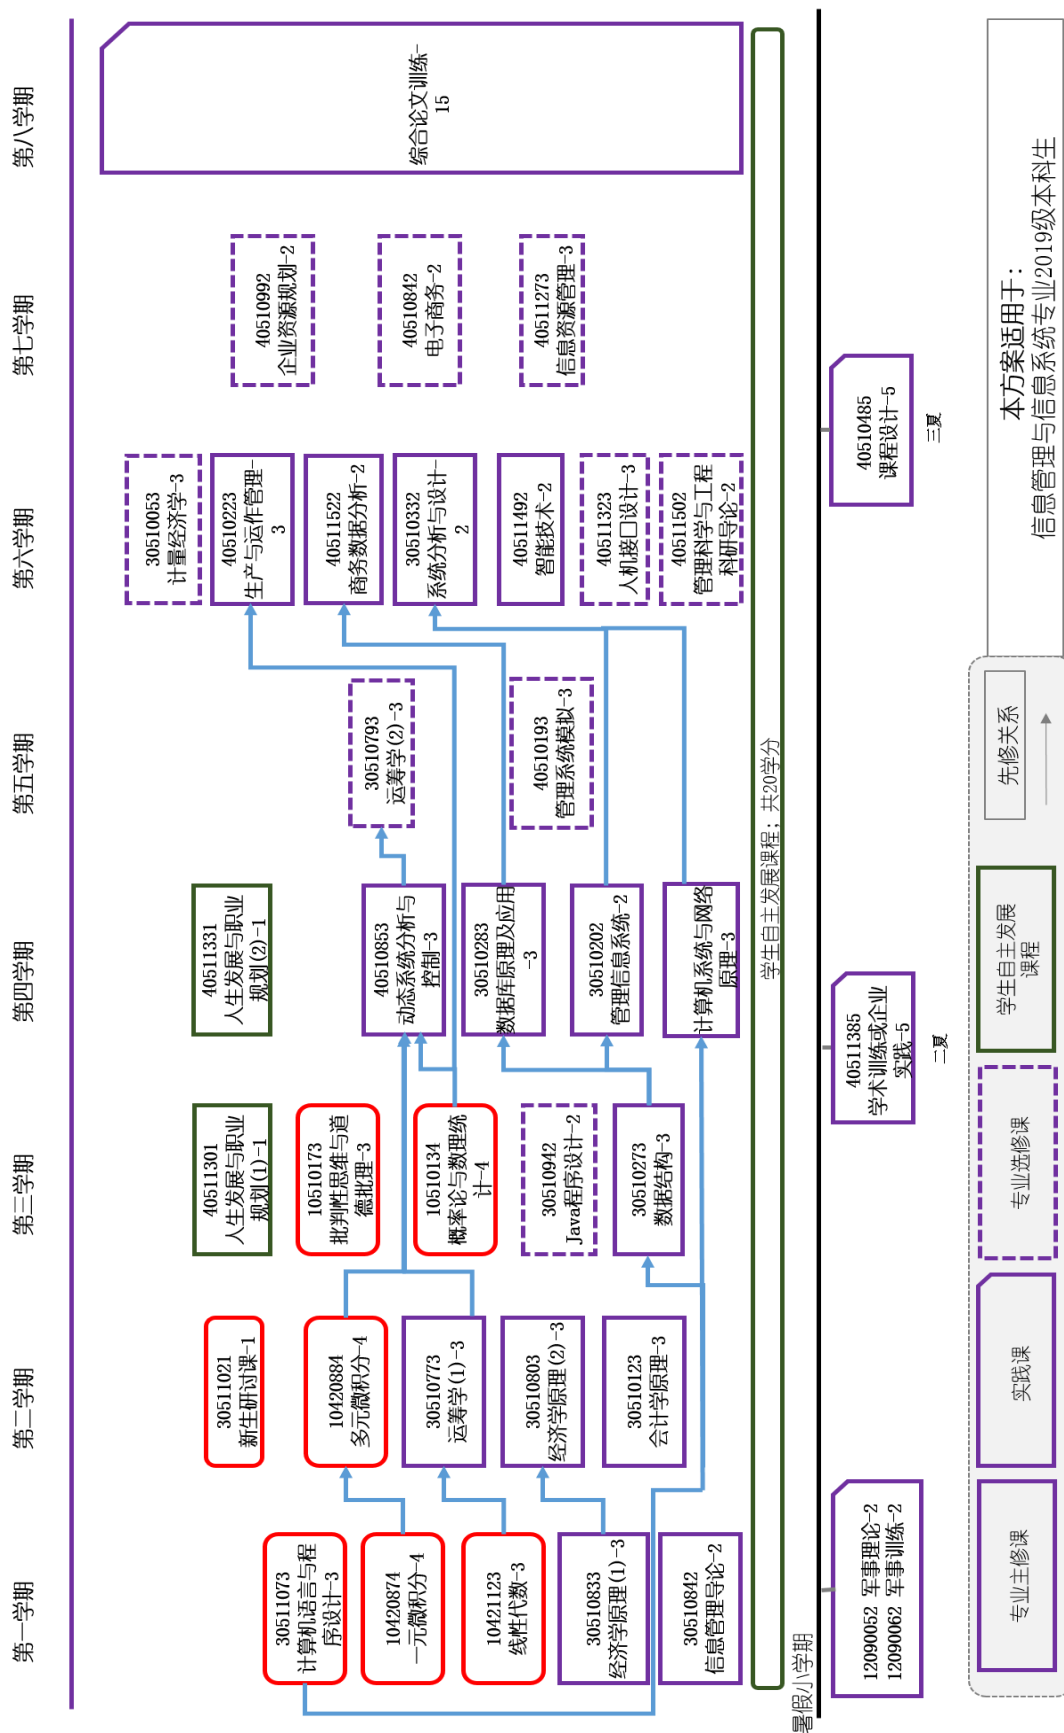 第一学期
第二学期
第三学期
第四学期
第五学期
第六学期
第七学期
第八学期
30511073
计算机语言与程
序设计-3
10420874
一元微积分-4
10421123
线性代数-3
30510833
经济学原理(1)-3
30510842
信息管理导论-2
30511021
新生研讨课-1
10420884
多元微积分-4
30510773
运筹学(1)-3
30510803
经济学原理(2)-3
30510123
会计学原理-3
40511301
人生发展与职业
规划(1)-1
10510173
批判性思维与道
德批理-3
10510134
概率论与数理统
计-4
30510942
Java程序设计-2
30510273
数据结构-3
40511331
人生发展与职业
规划(2)-1
40510853
动态系统分析与
控制-3
30510283
数据库原理及应用
-3
30510202
管理信息系统-2
计算机系统与网络
原理-3
30510793
运筹学(2)-3
40510193
管理系统模拟-3
30510053
计量经济学-3
40510223
生产与运作管理-
3
40511522
商务数据分析-2
30510332
系统分析与设计-
2
40511492
智能技术-2
40511323
人机接口设计-3
40511502
管理科学与工程
科研导论-2
40510992
企业资源规划-2
40510842
电子商务-2
40511273
信息资源管理-3
综合论文训练-
15
学生自主发展课程；共20学分
暑假小学期
12090052 军事理论-2
12090062 军事训练-2
40511385
学术训练或企业
实践-5
二夏
40510485
课程设计-5
三夏
专业主修课
实践课
专业选修课
学生自主发展
课程
先修关系
本方案适用于：
信息管理与信息系统专业2019级本科生